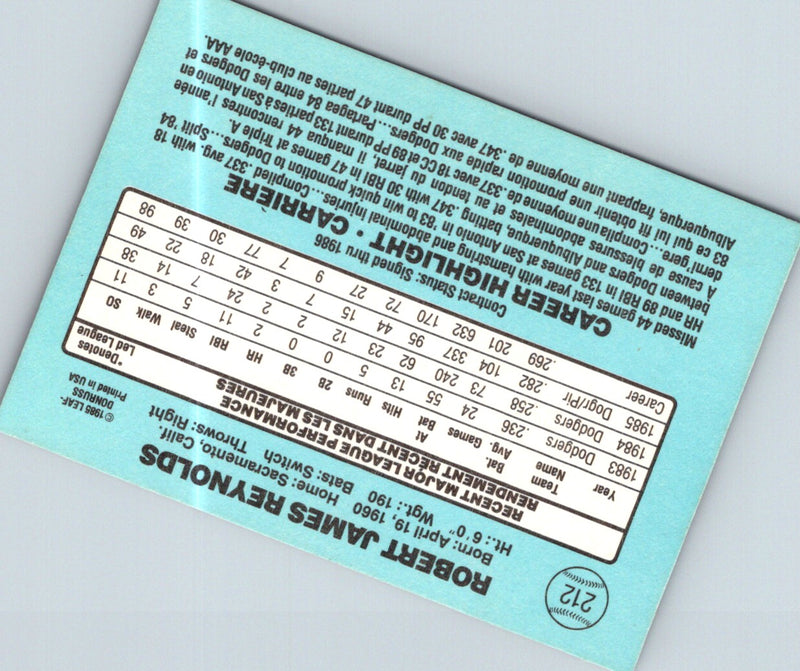 212
ROBERT JAMES REYNOLDS
Born: April 19, 1960 Home: Sacramento, Calif.
Ht.: 6'0" Wgt.: 190 Bats: Switch Throws: Right
© 1985 LEAF-
DONRUSS
Printed in USA
RECENT MAJOR LEAGUE PERFORMANCE
RENDEMENT RÉCENT DANS LES MAJEURES
*Denotes
Led League
Year Team Name Bat. Avg. Games At Bat Hits Runs 2B 3B HR RBI Steal Walk SO
1983 Dodgers .236 24 55 13 5 0 0 2 11 5 3 11
1984 Dodgers .258 73 240 62 23 12 2 2 24 7 14 38
1985 Dogr/Pir .282 104 337 95 44 15 7 3 42 18 22 49
Career .269 201 632 170 72 27 9 7 77 30 39 98
Contract Status: Signed thru 1986
CAREER HIGHLIGHT • CARRIÈRE
Missed 44 games last year with hamstring and abdominal injuries...Compiled .337 avg. with 18
HR and 89 RBI in 133 games at San Antonio in '83 to win quick promotion to Dodgers...Split '84
between Dodgers and Albuquerque, batting .347 with 30 RBI in 47 games at Triple A.
A cause de blessures abdominales et au tendon du jarret, il manqua 44 rencontres l'année
derni'gere...Compila une moyenne de .337 avec 18 CC et 89 PP durant 133 parties à San Antonio en
83 ce qui lui fit obtenir une promotion rapide aux Dodgers...Partagea 84 entre les Dodgers et
Albuquerque, frappant une moyenne de .347 avec 30 PP durant 47 parties au club-école AAA.